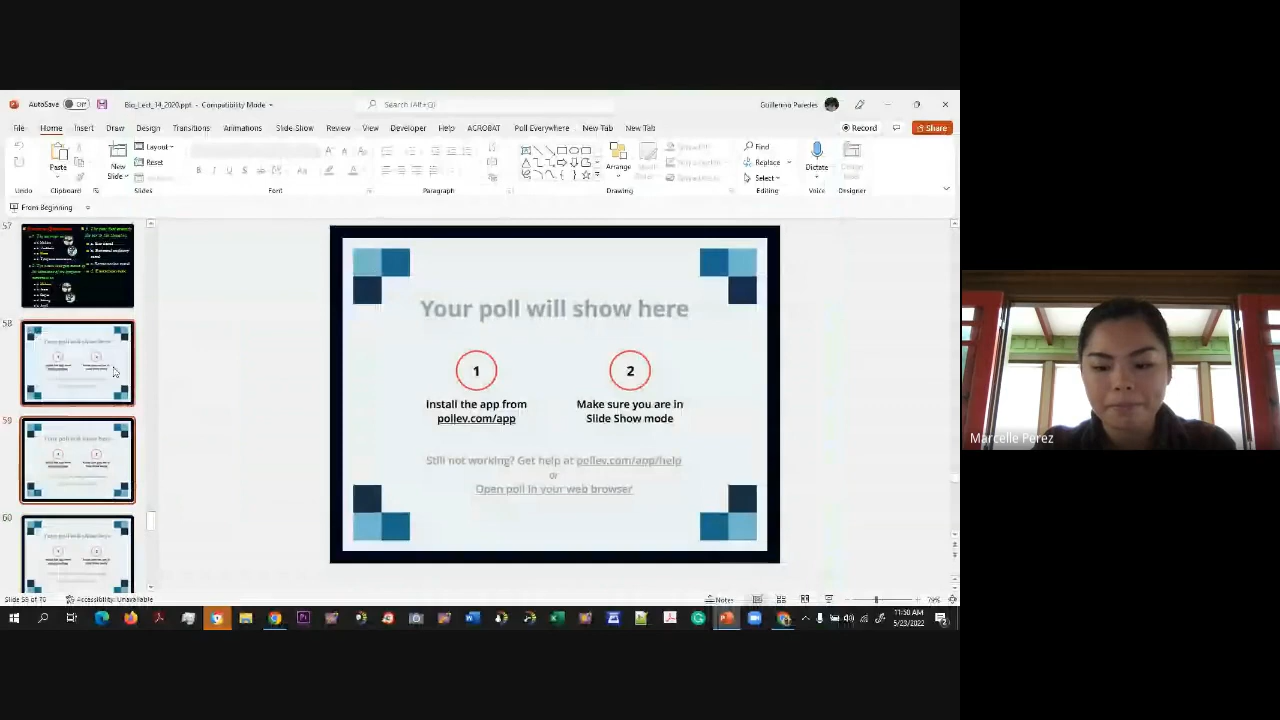 AutoSave Off
Bio_Lect_14_2020.ppt - Compatibility Mode
Search (Alt+Q)
Guillermo Paredes
File Home Insert Draw Design Transitions Animations Slide Show Review View Developer Help ACROBAT Poll Everywhere New Tab New Tab
Record
Share
Paste
New
Slide
Layout
Reset
Arrange
Find
Replace
Select
Dictate
Undo Clipboard Slides Font Paragraph Drawing Editing Voice Designer
From Beginning
57
58
59
60
Your poll will show here
1
2
Install the app from
pollev.com/app
Make sure you are in
Slide Show mode
Still not working? Get help at pollev.com/app/help
or
Open poll in your web browser
Marcelle Perez
Accessibility: Unavailable
Notes
11:50 AM
5/23/2022